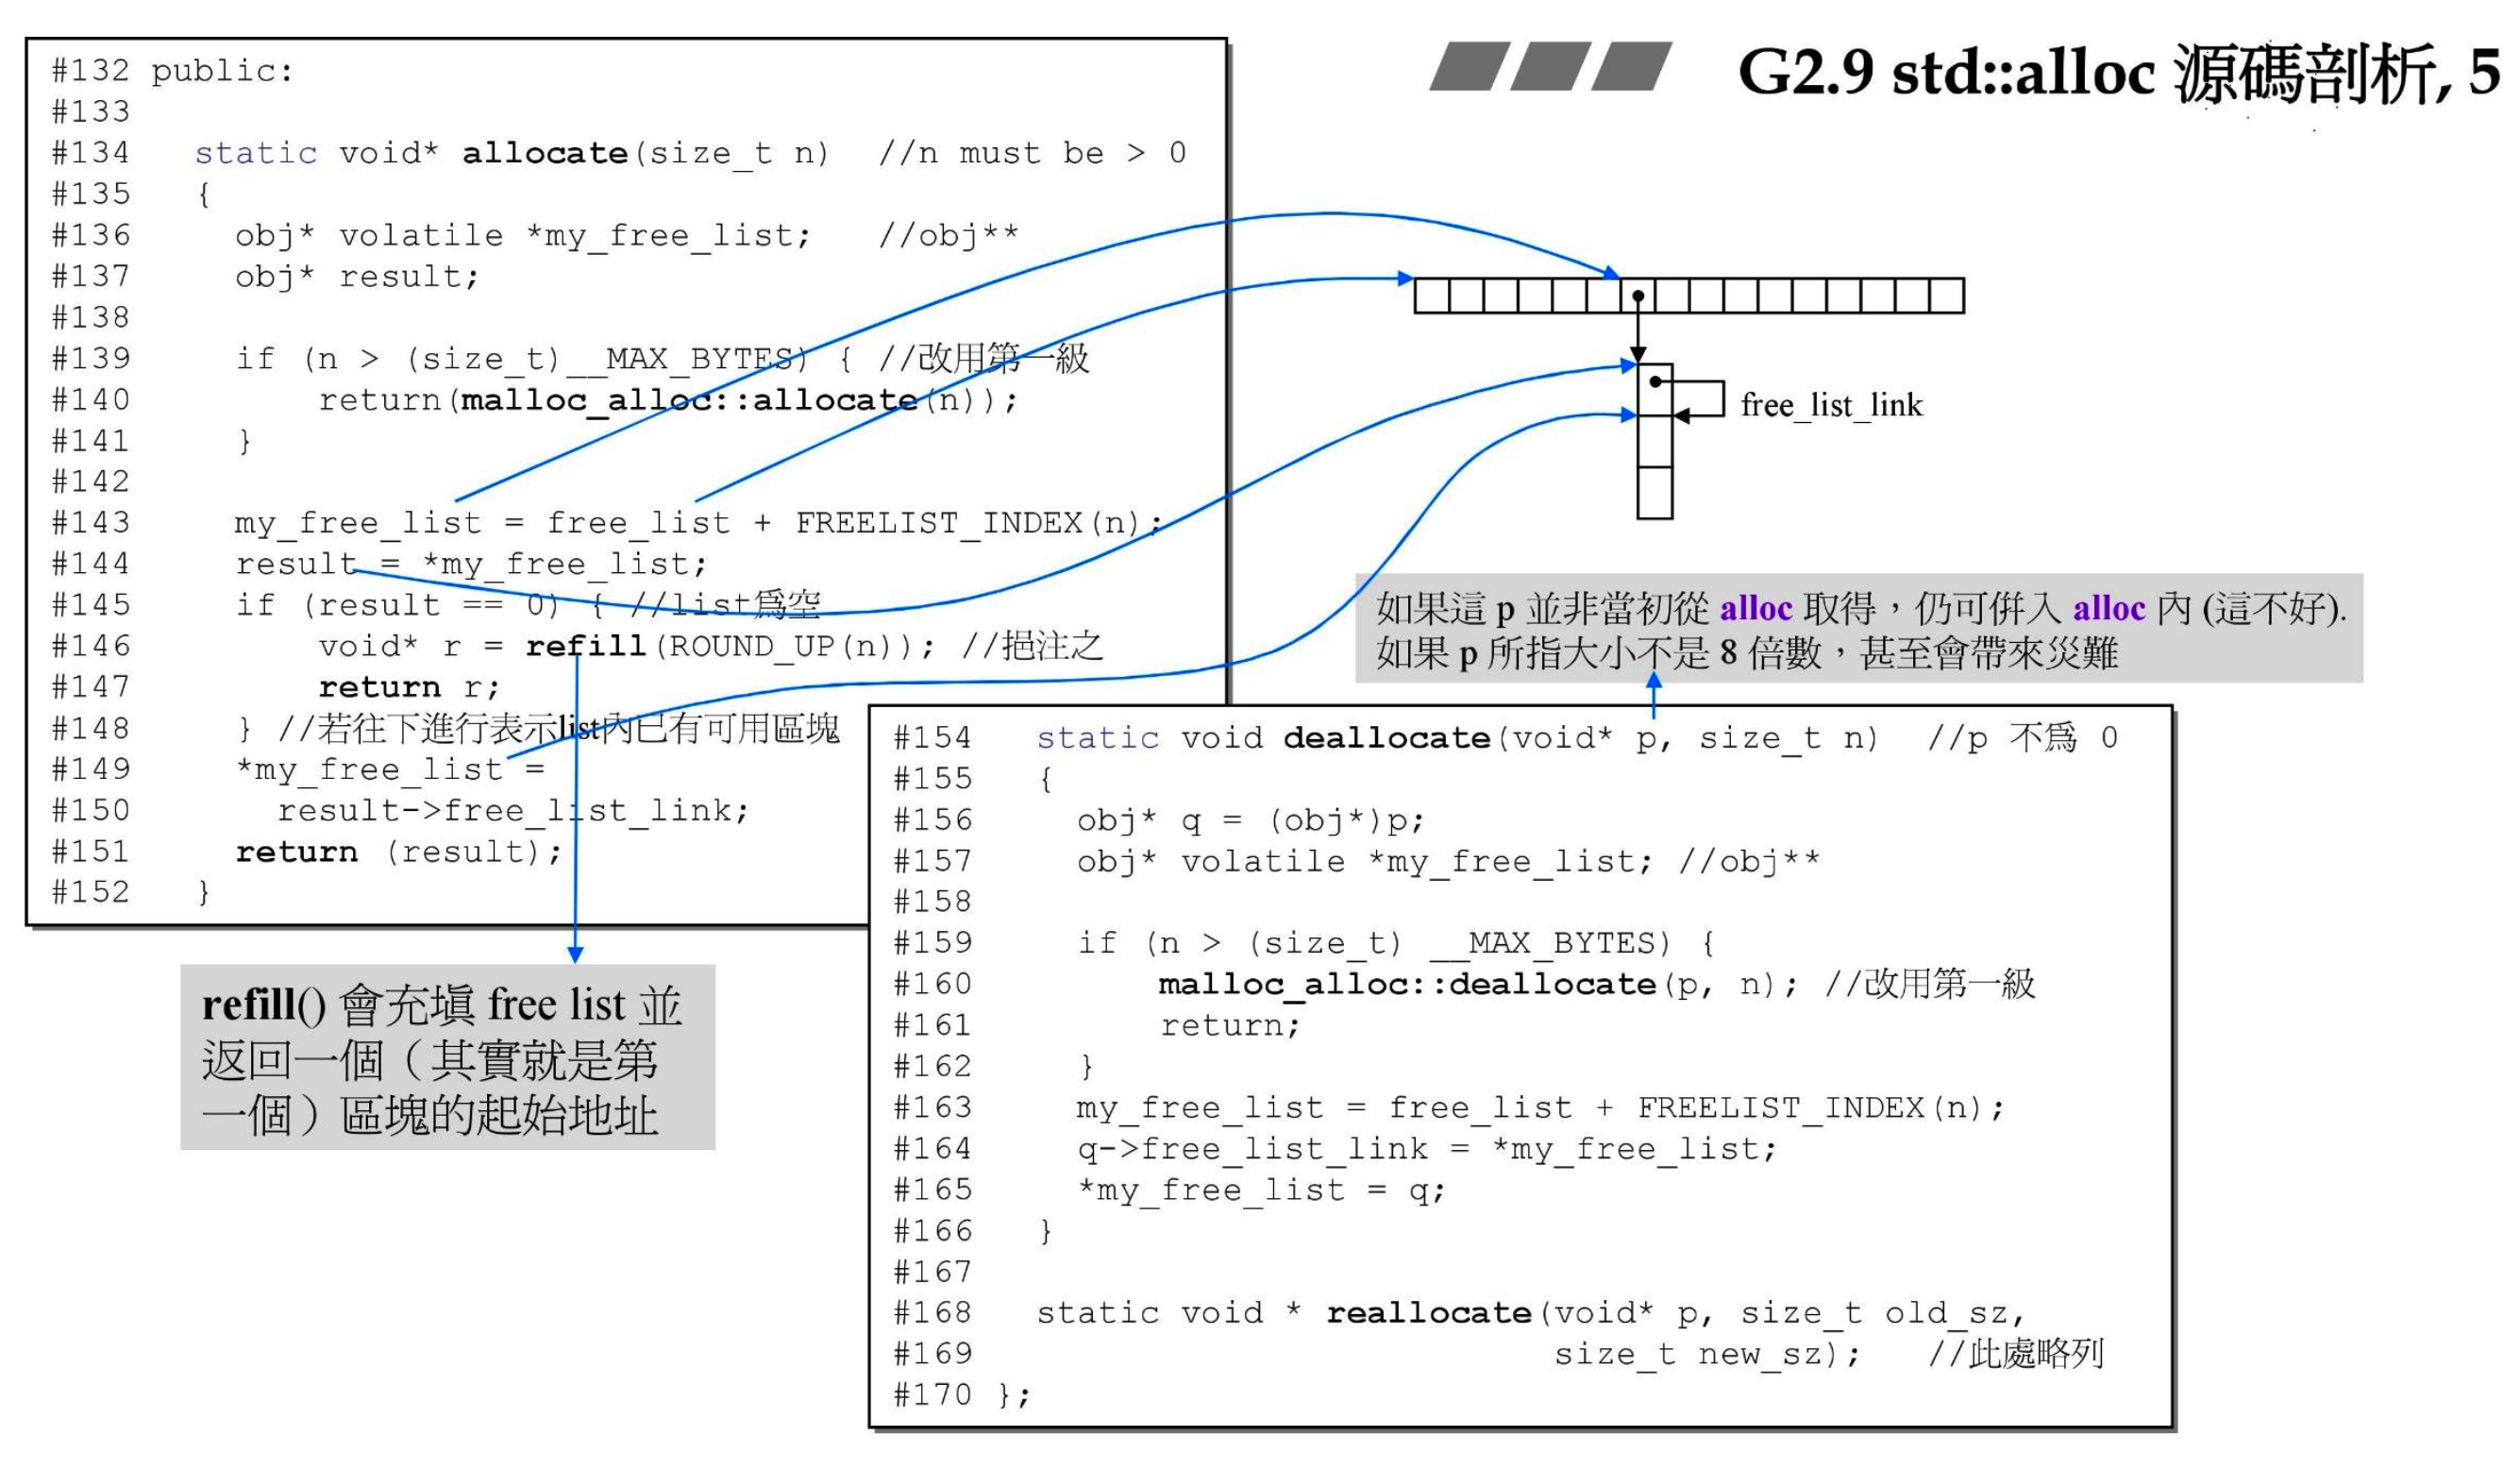 G2.9 std::alloc 源碼剖析, 5
#132 public:
#133
#134   static void* allocate(size_t n)  //n must be > 0
#135   {
#136     obj* volatile *my_free_list;   //obj**
#137     obj* result;
#138
#139     if (n > (size_t)__MAX_BYTES) { //改用第一級
#140         return(malloc_alloc::allocate(n));
#141     }
#142
#143     my_free_list = free_list + FREELIST_INDEX(n);
#144     result = *my_free_list;
#145     if (result == 0) { //list爲空
#146         void* r = refill(ROUND_UP(n)); //挹注之
#147         return r;
#148     } //若往下進行表示list內已有可用區塊
#149     *my_free_list =
#150       result->free_list_link;
#151     return (result);
#152   }
free_list_link
如果這 p 並非當初從 alloc 取得，仍可併入 alloc 內 (這不好).
如果 p 所指大小不是 8 倍數，甚至會帶來災難
refill() 會充填 free list 並
返回一個（其實就是第
一個）區塊的起始地址
#154   static void deallocate(void* p, size_t n)  //p 不爲 0
#155   {
#156     obj* q = (obj*)p;
#157     obj* volatile *my_free_list; //obj**
#158
#159     if (n > (size_t) __MAX_BYTES) {
#160         malloc_alloc::deallocate(p, n); //改用第一級
#161         return;
#162     }
#163     my_free_list = free_list + FREELIST_INDEX(n);
#164     q->free_list_link = *my_free_list;
#165     *my_free_list = q;
#166   }
#167
#168   static void * reallocate(void* p, size_t old_sz,
#169                            size_t new_sz);   //此處略列
#170 };